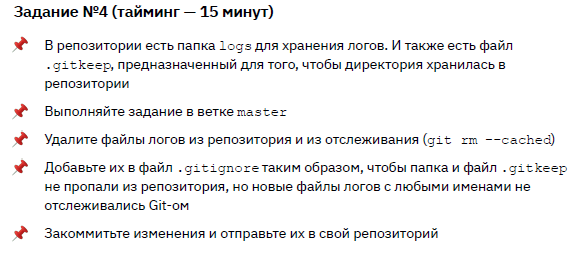 Задание №4 (тайминг — 15 минут)
В репозитории есть папка logs для хранения логов. И также есть файл
.gitkeep, предназначенный для того, чтобы директория хранилась в
репозитории
Выполняйте задание в ветке master
Удалите файлы логов из репозитория и из отслеживания (git rm --cached)
Добавьте их в файл .gitignore таким образом, чтобы папка и файл .gitkeep
не пропали из репозитория, но новые файлы логов с любыми именами не
отслеживались Git-ом
Закоммитьте изменения и отправьте их в свой репозиторий